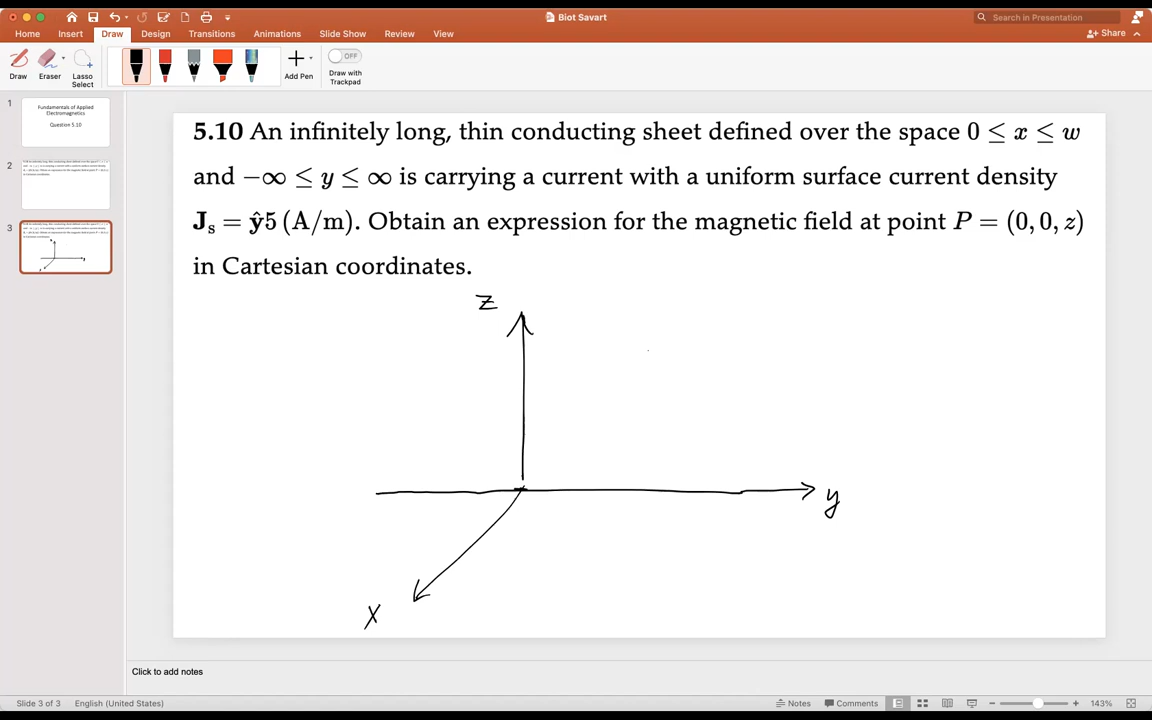 Biot Savart
Search in Presentation
Home Insert Draw Design Transitions Animations Slide Show Review View
Share
Draw Eraser Lasso Select Add Pen OFF Draw with Trackpad
1
Fundamentals of Applied
Electromagnetics
Question 5.10
2
3
5.10 An infinitely long, thin conducting sheet defined over the space 0 ≤ x ≤ w
and −∞ ≤ y ≤ ∞ is carrying a current with a uniform surface current density
Jₛ = ŷ5 (A/m). Obtain an expression for the magnetic field at point P = (0, 0, z)
in Cartesian coordinates.
z
y
x
Click to add notes
Slide 3 of 3 English (United States) Notes Comments 143%